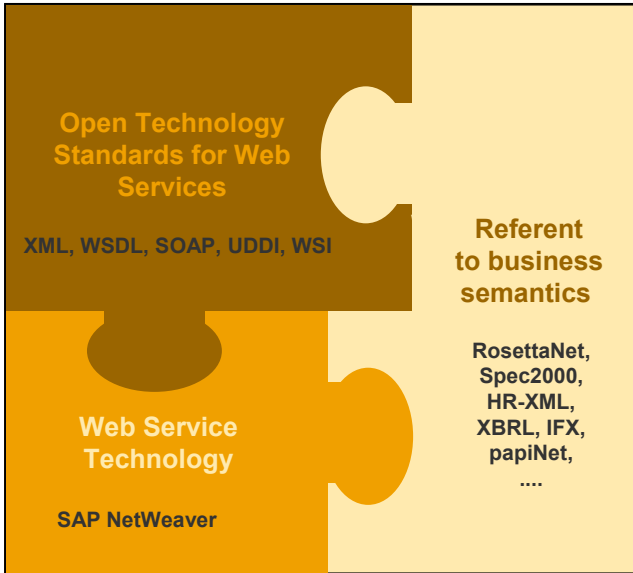 Open Technology
Standards for Web
Services
XML, WSDL, SOAP, UDDI, WSI
Referent
to business
semantics
RosettaNet,
Spec2000,
HR-XML,
XBRL, IFX,
papiNet,
....
Web Service
Technology
SAP NetWeaver